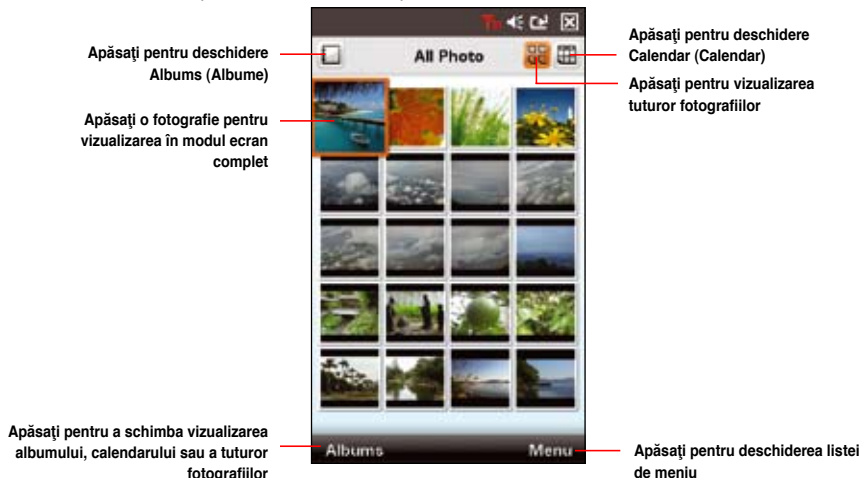 All Photo
Apăsaţi pentru deschidere
Albums (Albume)
Apăsaţi o fotografie pentru
vizualizarea în modul ecran
complet
Apăsaţi pentru deschidere
Calendar (Calendar)
Apăsaţi pentru vizualizarea
tuturor fotografiilor
Apăsaţi pentru a schimba vizualizarea
albumului, calendarului sau a tuturor
fotografiilor
Albums
Menu
Apăsaţi pentru deschiderea listei
de meniu